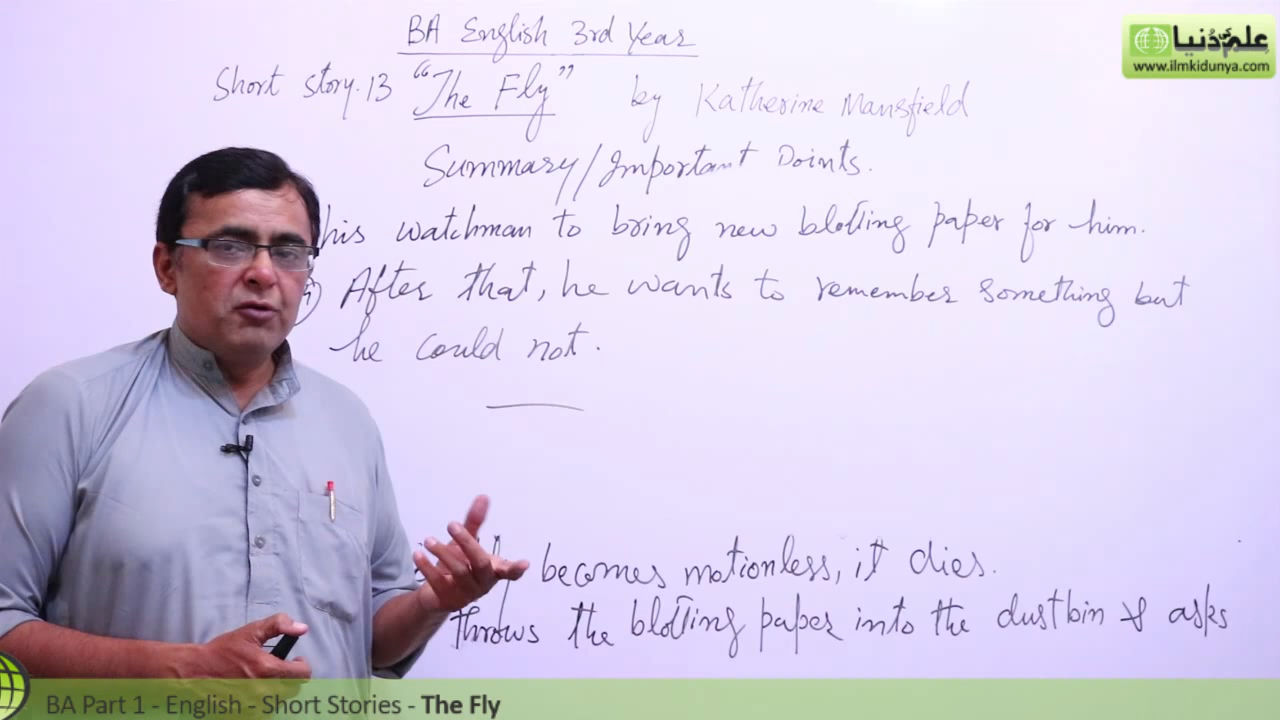 BA English 3rd Year
Short story.13 "The Fly" by Katherine Mansfield
Summary/Important Points.
his watchman to bring new blotting paper for him.
After that, he wants to remember something but
he could not.
becomes motionless, it dies.
throws the blotting paper into the dustbin & asks
علم کی دُنیا
www.ilmkidunya.com
BA Part 1 - English - Short Stories - The Fly